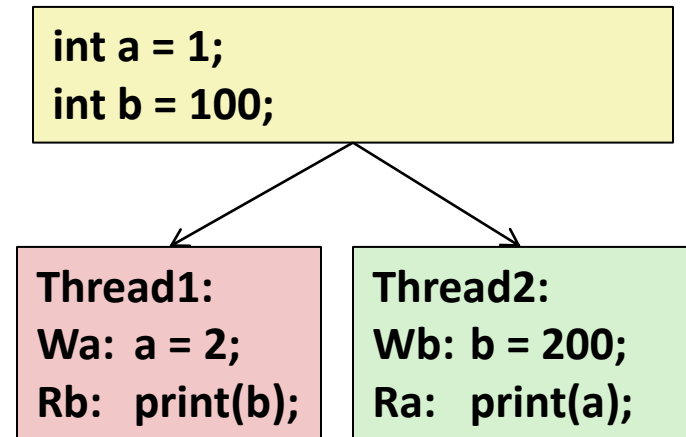 int a = 1;
int b = 100;
Thread1:
Wa: a = 2;
Rb: print(b);
Thread2:
Wb: b = 200;
Ra: print(a);